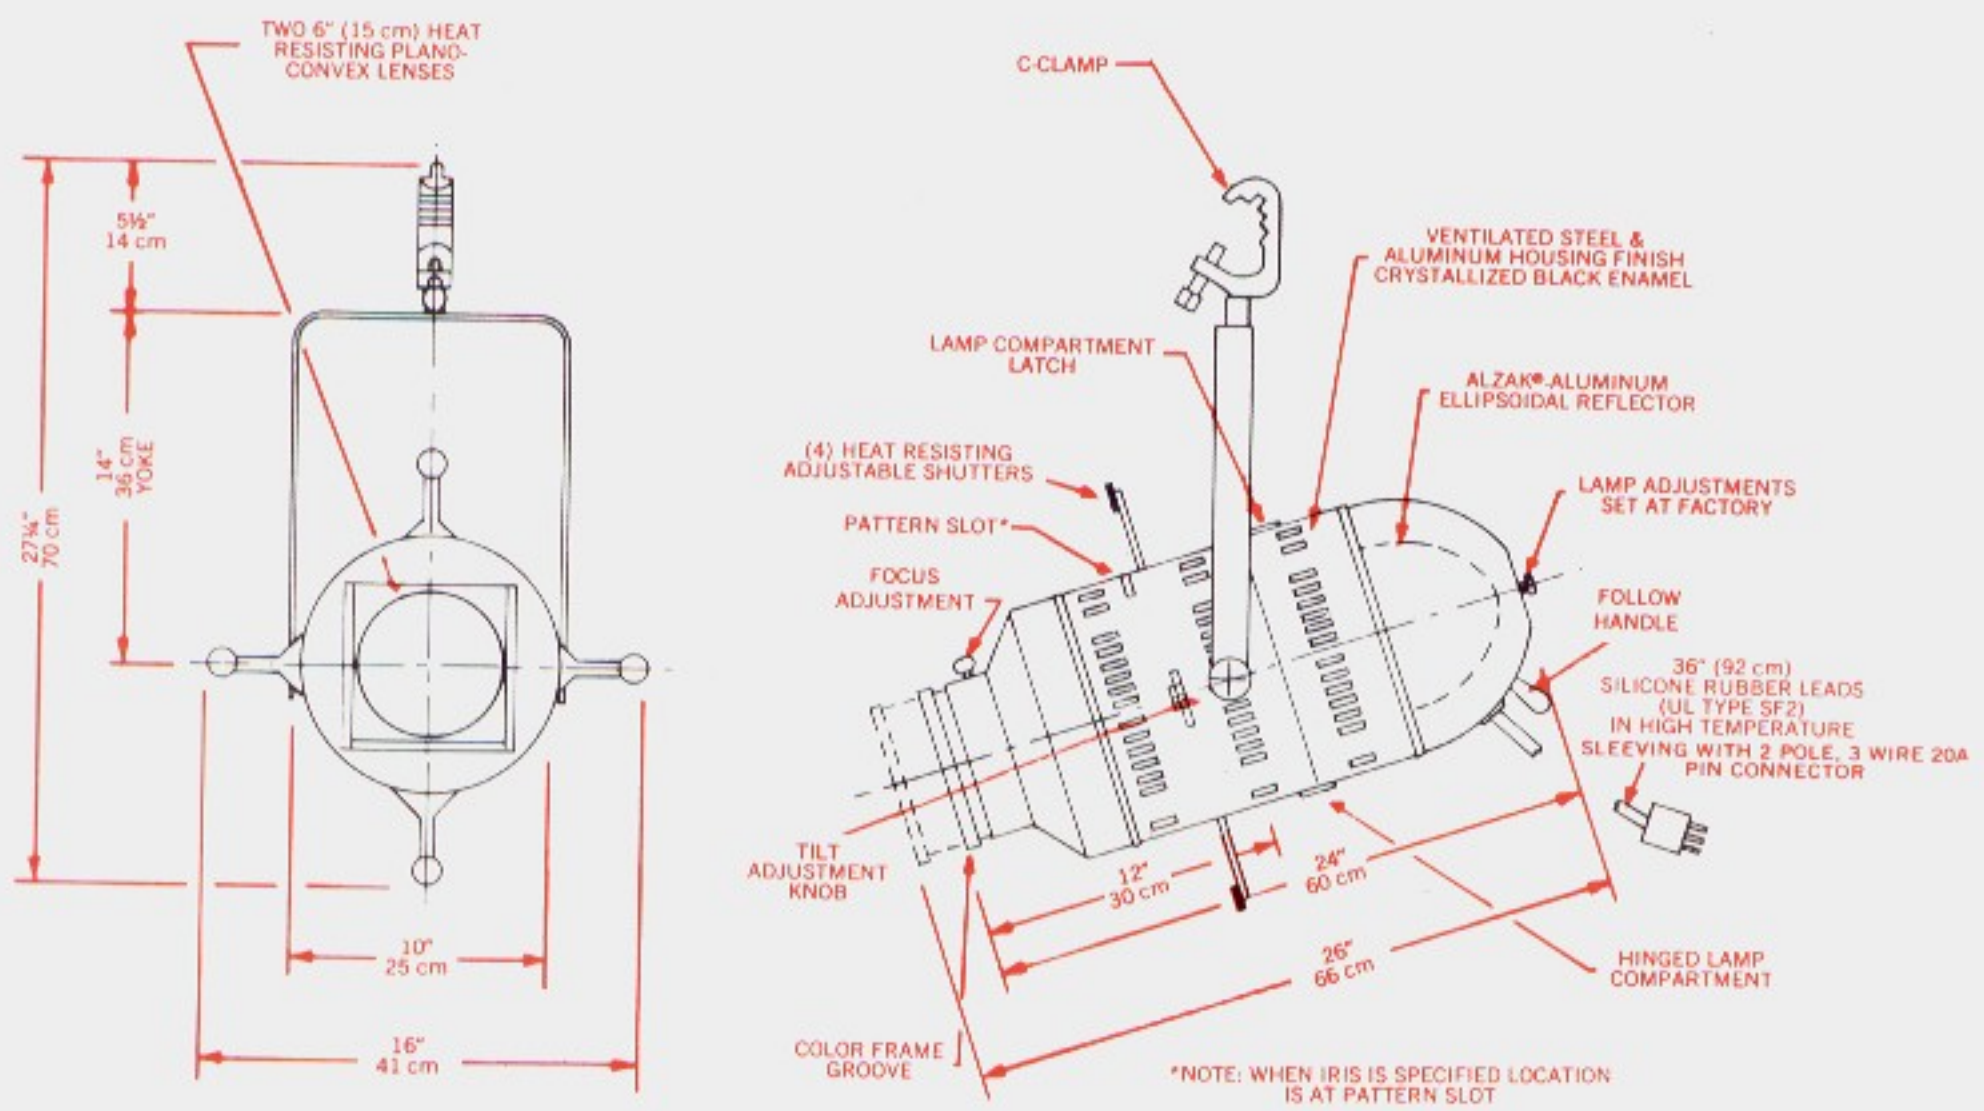 TWO 6" (15 cm) HEAT
RESISTING PLANO-
CONVEX LENSES
5½"
14 cm
14"
36 cm
YOKE
27¼"
70 cm
10"
25 cm
16"
41 cm
C-CLAMP
VENTILATED STEEL &
ALUMINUM HOUSING FINISH
CRYSTALLIZED BLACK ENAMEL
LAMP COMPARTMENT
LATCH
ALZAK®-ALUMINUM
ELLIPSOIDAL REFLECTOR
(4) HEAT RESISTING
ADJUSTABLE SHUTTERS
LAMP ADJUSTMENTS
SET AT FACTORY
PATTERN SLOT*
FOCUS
ADJUSTMENT
FOLLOW
HANDLE
36" (92 cm)
SILICONE RUBBER LEADS
(UL TYPE SF2)
IN HIGH TEMPERATURE
SLEEVING WITH 2 POLE, 3 WIRE 20A
PIN CONNECTOR
TILT
ADJUSTMENT
KNOB
12"
30 cm
24"
60 cm
26"
66 cm
HINGED LAMP
COMPARTMENT
COLOR FRAME
GROOVE
*NOTE: WHEN IRIS IS SPECIFIED LOCATION
IS AT PATTERN SLOT